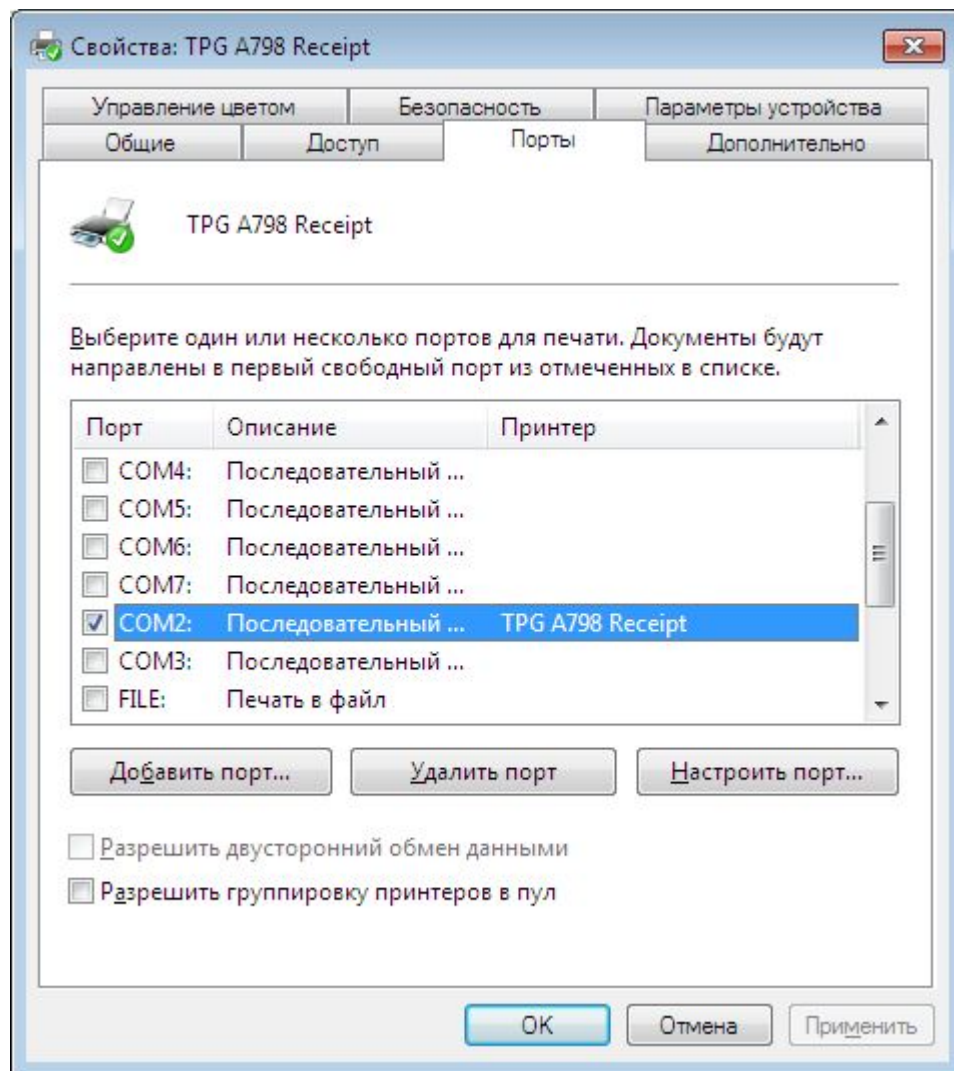 Свойства: TPG A798 Receipt
Управление цветом Безопасность Параметры устройства
Общие Доступ Порты Дополнительно
TPG A798 Receipt
Выберите один или несколько портов для печати. Документы будут
направлены в первый свободный порт из отмеченных в списке.
Порт Описание Принтер
COM4: Последовательный ...
COM5: Последовательный ...
COM6: Последовательный ...
COM7: Последовательный ...
COM2: Последовательный ... TPG A798 Receipt
COM3: Последовательный ...
FILE: Печать в файл
Добавить порт... Удалить порт Настроить порт...
Разрешить двусторонний обмен данными
Разрешить группировку принтеров в пул
OK Отмена Применить